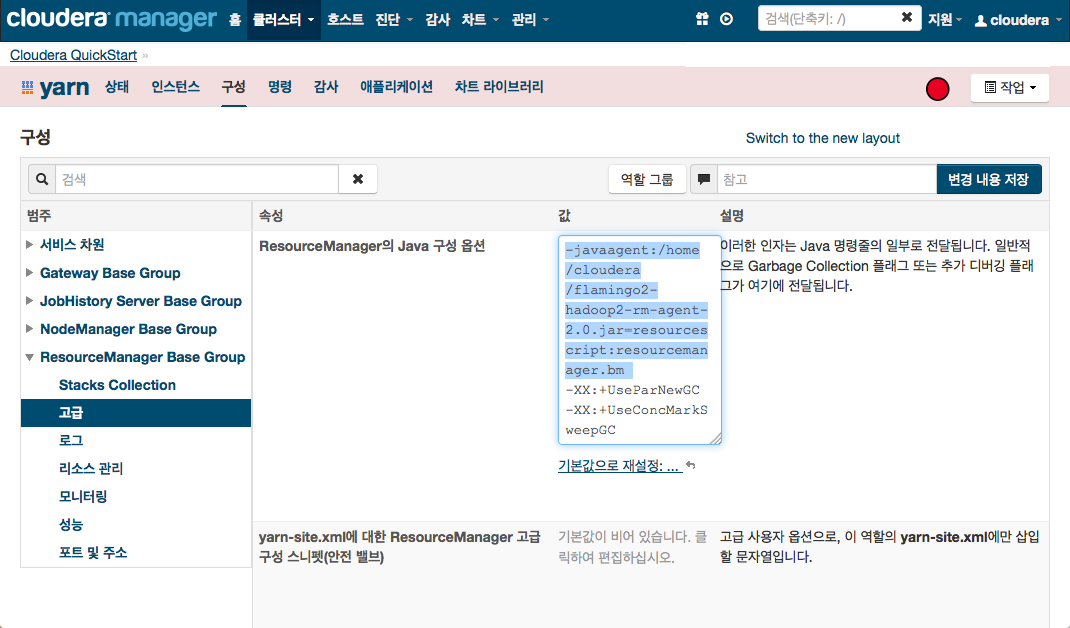 cloudera manager 홈 클러스터 호스트 진단 감사 차트 관리 검색(단축키: /) 지원 cloudera
Cloudera QuickStart »
yarn 상태 인스턴스 구성 명령 감사 애플리케이션 차트 라이브러리 작업
구성 Switch to the new layout
검색 역할 그룹 참고 변경 내용 저장
범주 속성 값 설명
서비스 차원
Gateway Base Group
JobHistory Server Base Group
NodeManager Base Group
ResourceManager Base Group
Stacks Collection
고급
로그
리소스 관리
모니터링
성능
포트 및 주소
ResourceManager의 Java 구성 옵션
-javaagent:/home
/cloudera
/flamingo2-
hadoop2-rm-agent-
2.0.jar=resources
cript:resourceman
ager.bm
-XX:+UseParNewGC
-XX:+UseConcMarkS
weepGC
기본값으로 재설정: ...
이러한 인자는 Java 명령줄의 일부로 전달됩니다. 일반적
으로 Garbage Collection 플래그 또는 추가 디버깅 플래
그가 여기에 전달됩니다.
yarn-site.xml에 대한 ResourceManager 고급
구성 스니펫(안전 밸브)
기본값이 비어 있습니다. 클
릭하여 편집하십시오.
고급 사용자 옵션으로, 이 역할의 yarn-site.xml에만 삽입
할 문자열입니다.